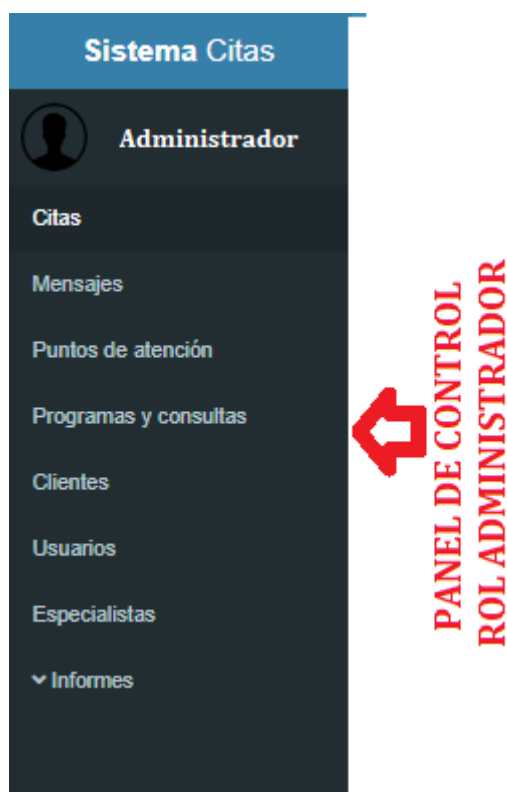 Sistema Citas
Administrador
Citas
Mensajes
Puntos de atención
Programas y consultas
Clientes
Usuarios
Especialistas
Informes
PANEL DE CONTROL
ROL ADMINISTRADOR